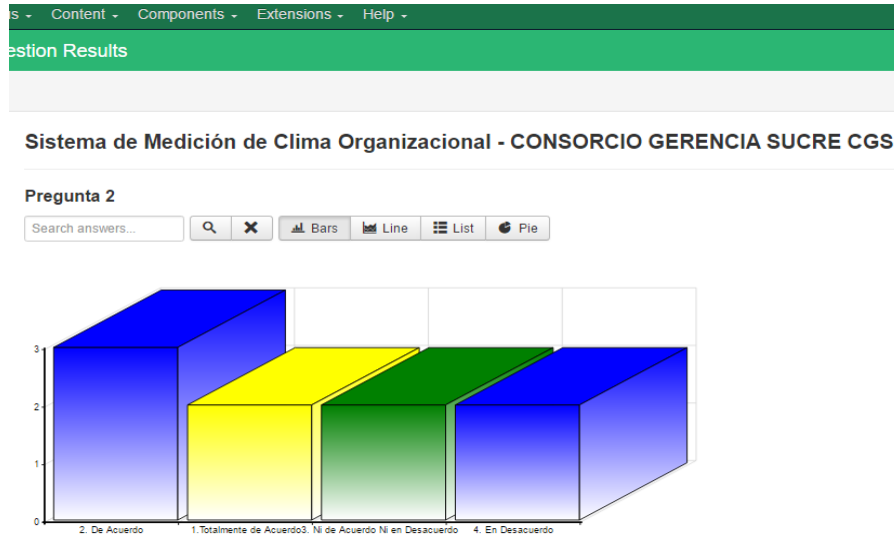 Content Components Extensions Help
estion Results
Sistema de Medición de Clima Organizacional - CONSORCIO GERENCIA SUCRE CGS
Pregunta 2
Search answers... Bars Line List Pie
3
2
1
0
2. De Acuerdo 1.Totalmente de Acuerdo 3. Ni de Acuerdo Ni en Desacuerdo 4. En Desacuerdo